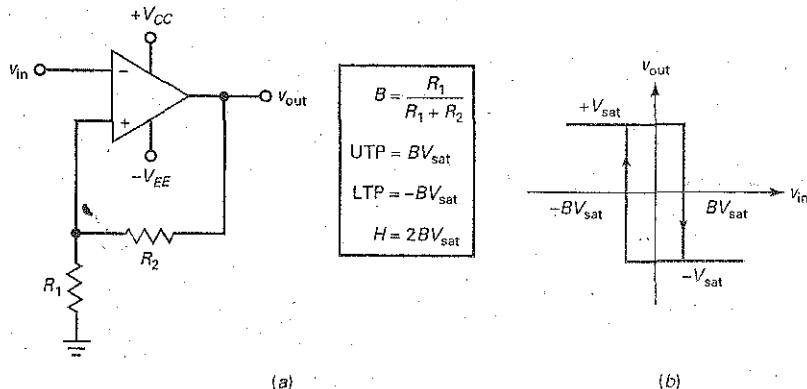 +V_CC
v_in
−
+
v_out
−V_EE
R_2
R_1
B = R_1 / (R_1 + R_2)
UTP = BV_sat
LTP = −BV_sat
H = 2BV_sat
v_out
+V_sat
v_in
−BV_sat
BV_sat
−V_sat
(a)
(b)